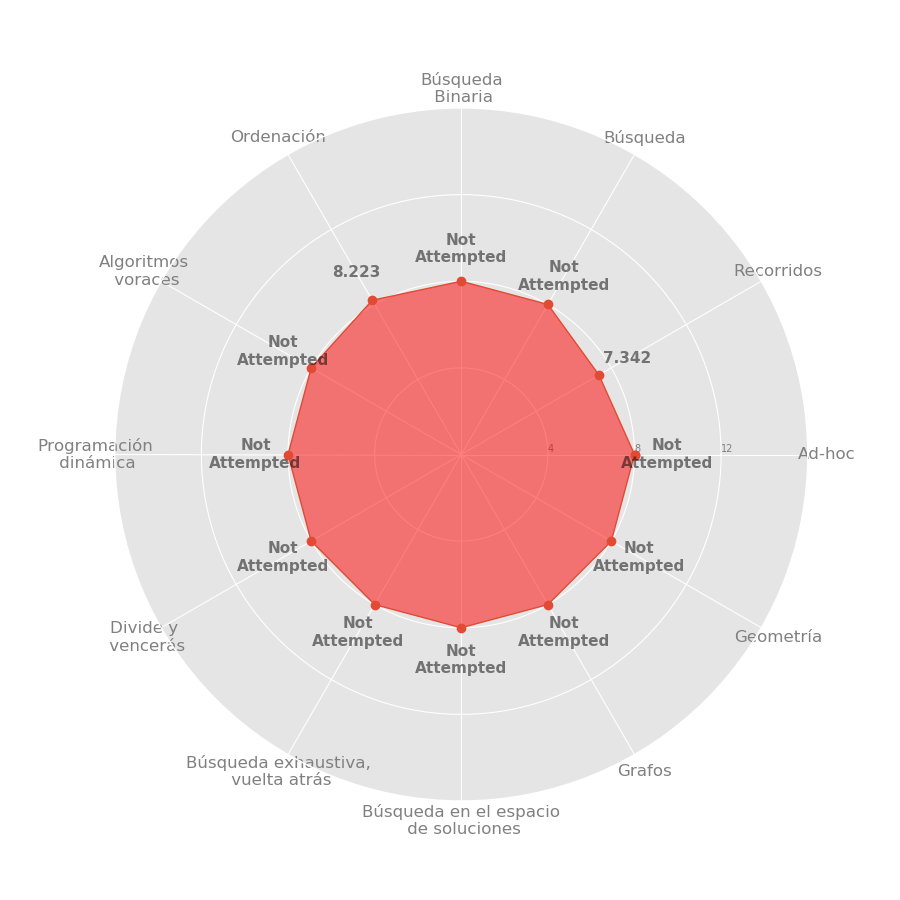 Búsqueda
Binaria
Ordenación
Búsqueda
Not
Attempted
Algoritmos
voraces
8.223
Not
Attempted
Recorridos
Not
Attempted
7.342
Programación
dinámica
Not
Attempted
4
8
Not
Attempted
12
Ad-hoc
Not
Attempted
Not
Attempted
Divide y
vencerás
Not
Attempted
Not
Attempted
Geometría
Not
Attempted
Búsqueda exhaustiva,
vuelta atrás
Grafos
Búsqueda en el espacio
de soluciones